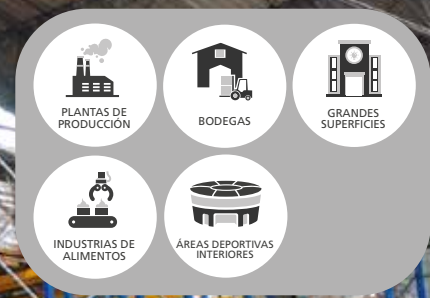 PLANTAS DE
PRODUCCIÓN
BODEGAS
GRANDES
SUPERFICIES
INDUSTRIAS DE
ALIMENTOS
ÁREAS DEPORTIVAS
INTERIORES